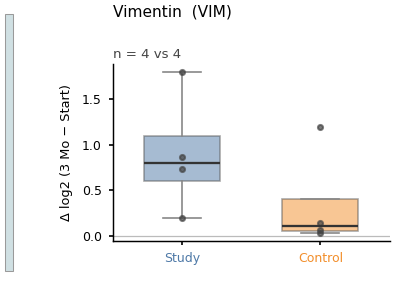 Vimentin (VIM)
n = 4 vs 4
Δ log2 (3 Mo − Start)
1.5
1.0
0.5
0.0
Study
Control